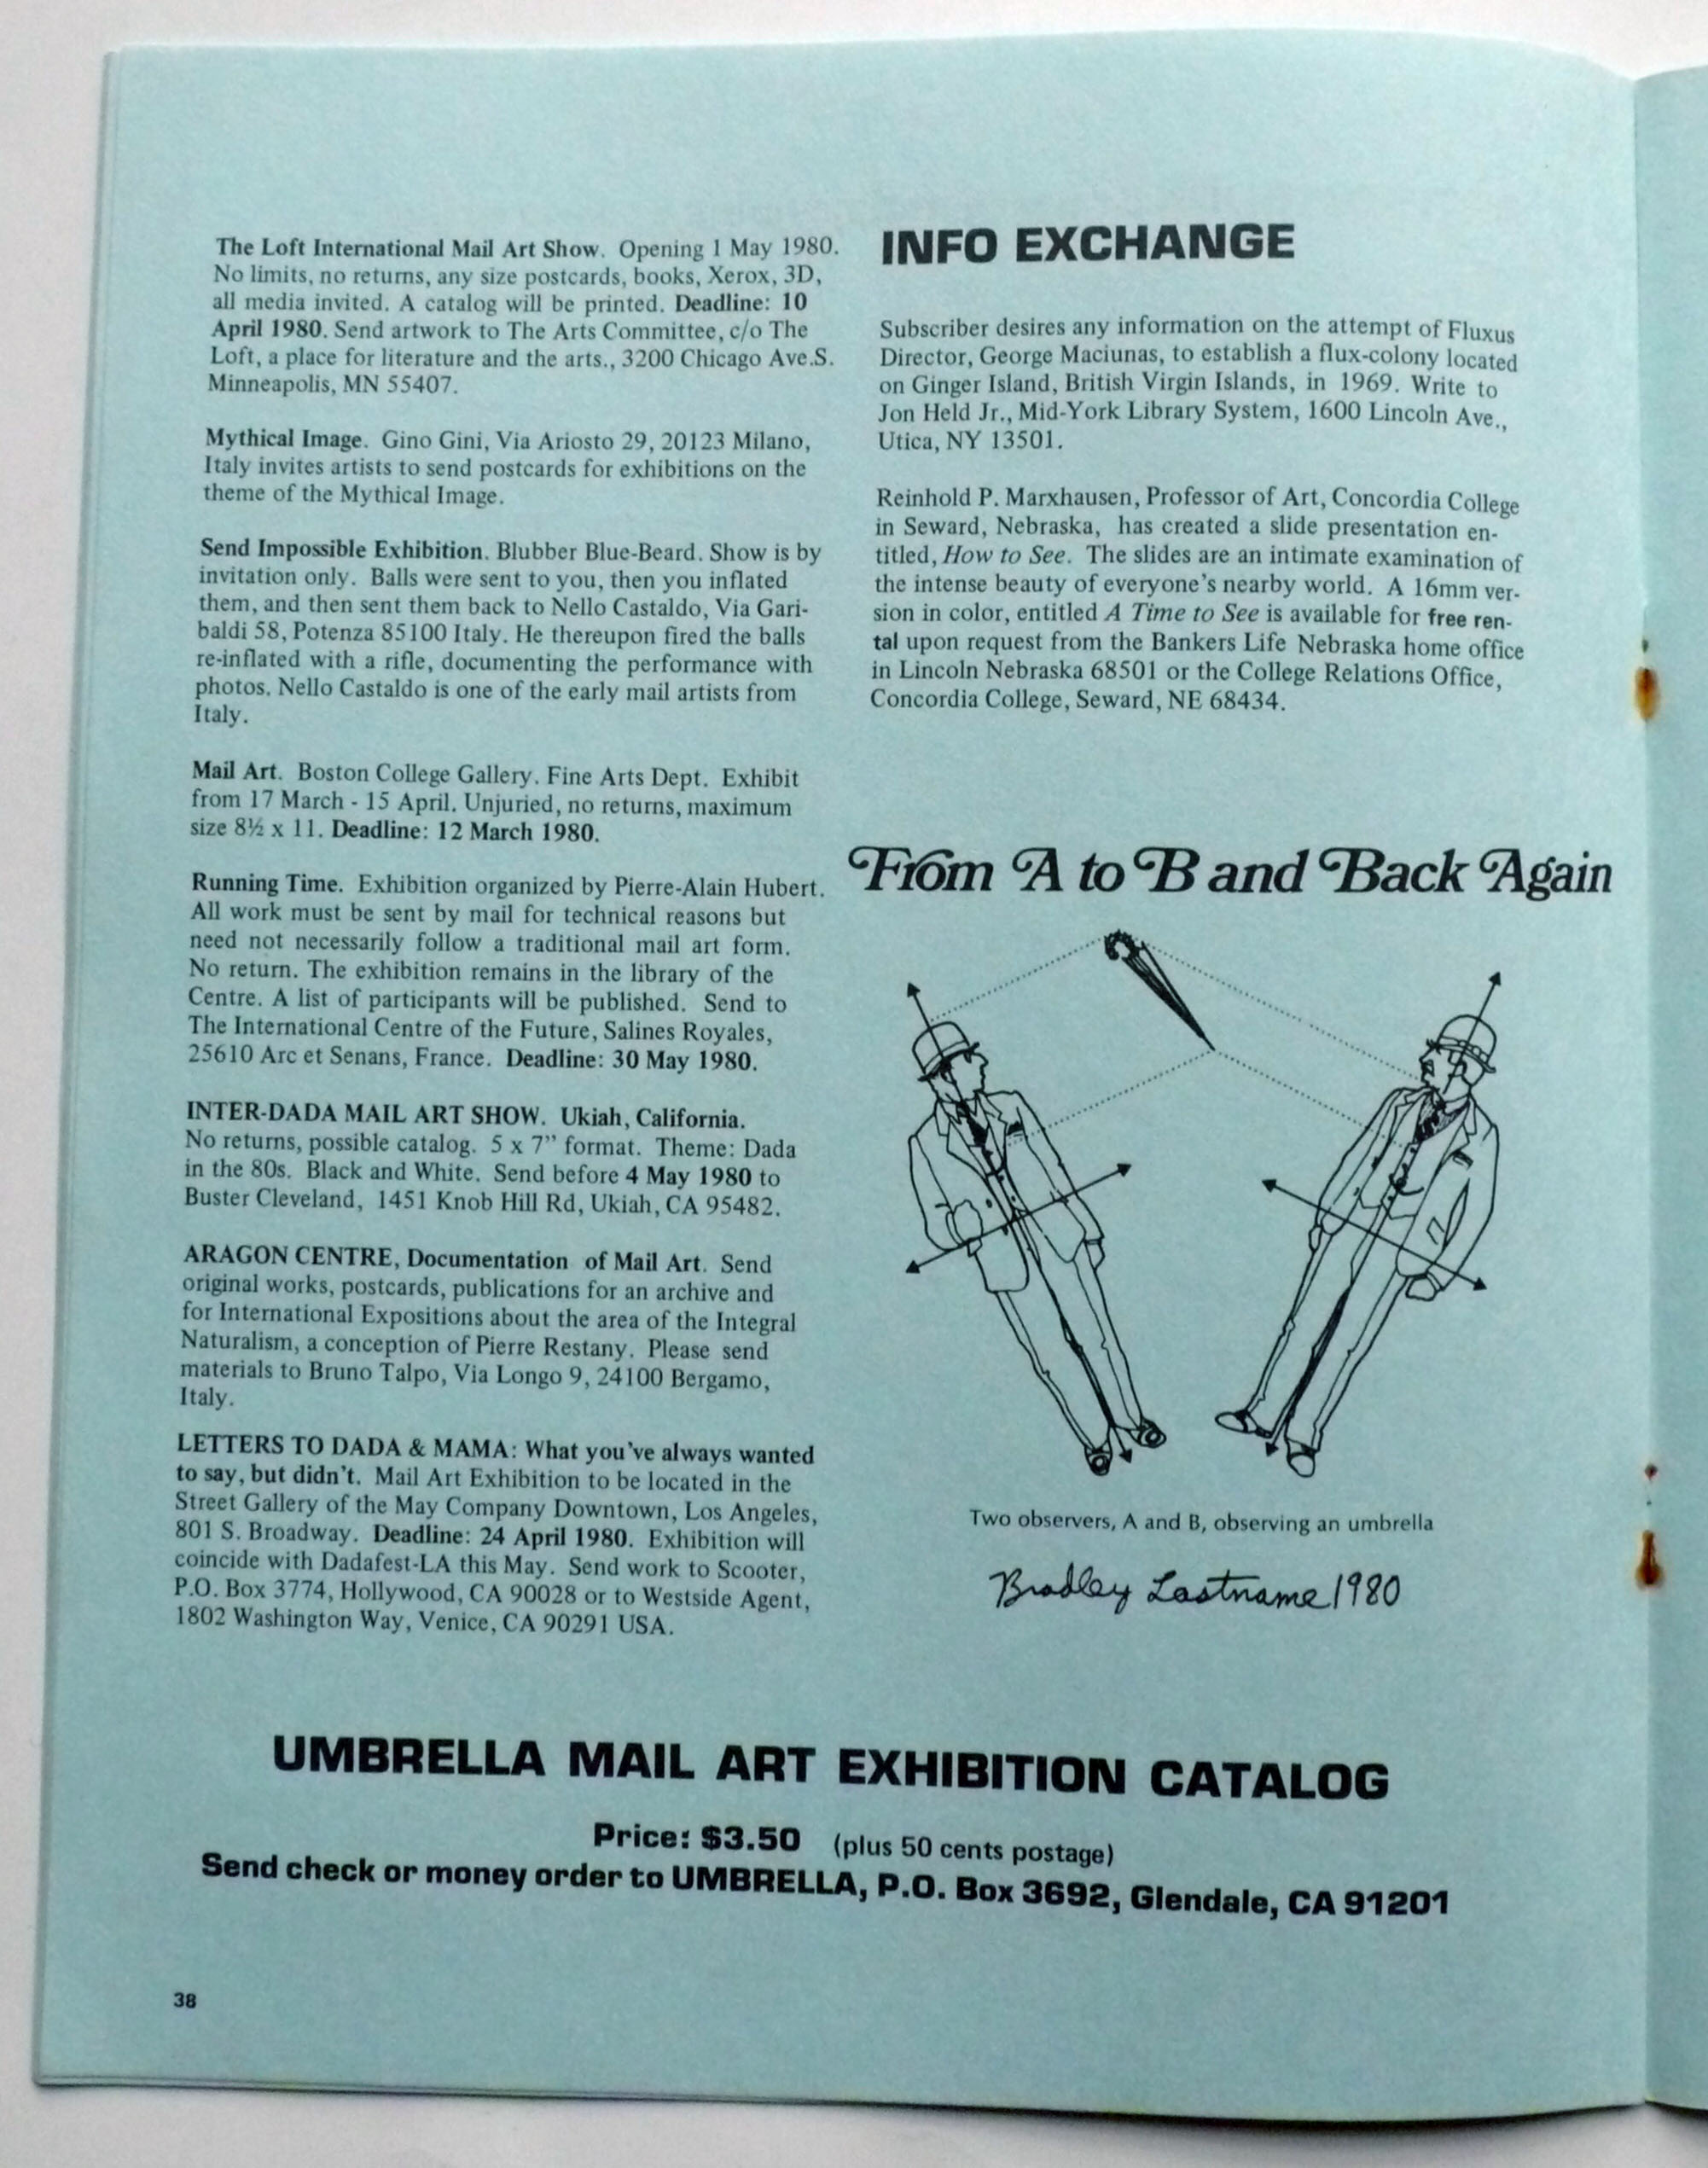 The Loft International Mail Art Show. Opening 1 May 1980.
No limits, no returns, any size postcards, books, Xerox, 3D,
all media invited. A catalog will be printed. Deadline: 10
April 1980. Send artwork to The Arts Committee, c/o The
Loft, a place for literature and the arts., 3200 Chicago Ave.S.
Minneapolis, MN 55407.
Mythical Image. Gino Gini, Via Ariosto 29, 20123 Milano,
Italy invites artists to send postcards for exhibitions on the
theme of the Mythical Image.
Send Impossible Exhibition. Blubber Blue-Beard. Show is by
invitation only. Balls were sent to you, then you inflated
them, and then sent them back to Nello Castaldo, Via Gari-
baldi 58, Potenza 85100 Italy. He thereupon fired the balls
re-inflated with a rifle, documenting the performance with
photos. Nello Castaldo is one of the early mail artists from
Italy.
Mail Art. Boston College Gallery. Fine Arts Dept. Exhibit
from 17 March - 15 April. Unjuried, no returns, maximum
size 8½ x 11. Deadline: 12 March 1980.
Running Time. Exhibition organized by Pierre-Alain Hubert.
All work must be sent by mail for technical reasons but
need not necessarily follow a traditional mail art form.
No return. The exhibition remains in the library of the
Centre. A list of participants will be published. Send to
The International Centre of the Future, Salines Royales,
25610 Arc et Senans, France. Deadline: 30 May 1980.
INTER-DADA MAIL ART SHOW. Ukiah, California.
No returns, possible catalog. 5 x 7” format. Theme: Dada
in the 80s. Black and White. Send before 4 May 1980 to
Buster Cleveland, 1451 Knob Hill Rd, Ukiah, CA 95482.
ARAGON CENTRE, Documentation of Mail Art. Send
original works, postcards, publications for an archive and
for International Expositions about the area of the Integral
Naturalism, a conception of Pierre Restany. Please send
materials to Bruno Talpo, Via Longo 9, 24100 Bergamo,
Italy.
LETTERS TO DADA & MAMA: What you've always wanted
to say, but didn't. Mail Art Exhibition to be located in the
Street Gallery of the May Company Downtown, Los Angeles,
801 S. Broadway. Deadline: 24 April 1980. Exhibition will
coincide with Dadafest-LA this May. Send work to Scooter,
P.O. Box 3774, Hollywood, CA 90028 or to Westside Agent,
1802 Washington Way, Venice, CA 90291 USA.
INFO EXCHANGE
Subscriber desires any information on the attempt of Fluxus
Director, George Maciunas, to establish a flux-colony located
on Ginger Island, British Virgin Islands, in 1969. Write to
Jon Held Jr., Mid-York Library System, 1600 Lincoln Ave.,
Utica, NY 13501.
Reinhold P. Marxhausen, Professor of Art, Concordia College
in Seward, Nebraska, has created a slide presentation en-
titled, How to See. The slides are an intimate examination of
the intense beauty of everyone's nearby world. A 16mm ver-
sion in color, entitled A Time to See is available for free ren-
tal upon request from the Bankers Life Nebraska home office
in Lincoln Nebraska 68501 or the College Relations Office,
Concordia College, Seward, NE 68434.
From A to B and Back Again
Two observers, A and B, observing an umbrella
Bradley Lastname 1980
UMBRELLA MAIL ART EXHIBITION CATALOG
Price: $3.50 (plus 50 cents postage)
Send check or money order to UMBRELLA, P.O. Box 3692, Glendale, CA 91201
38